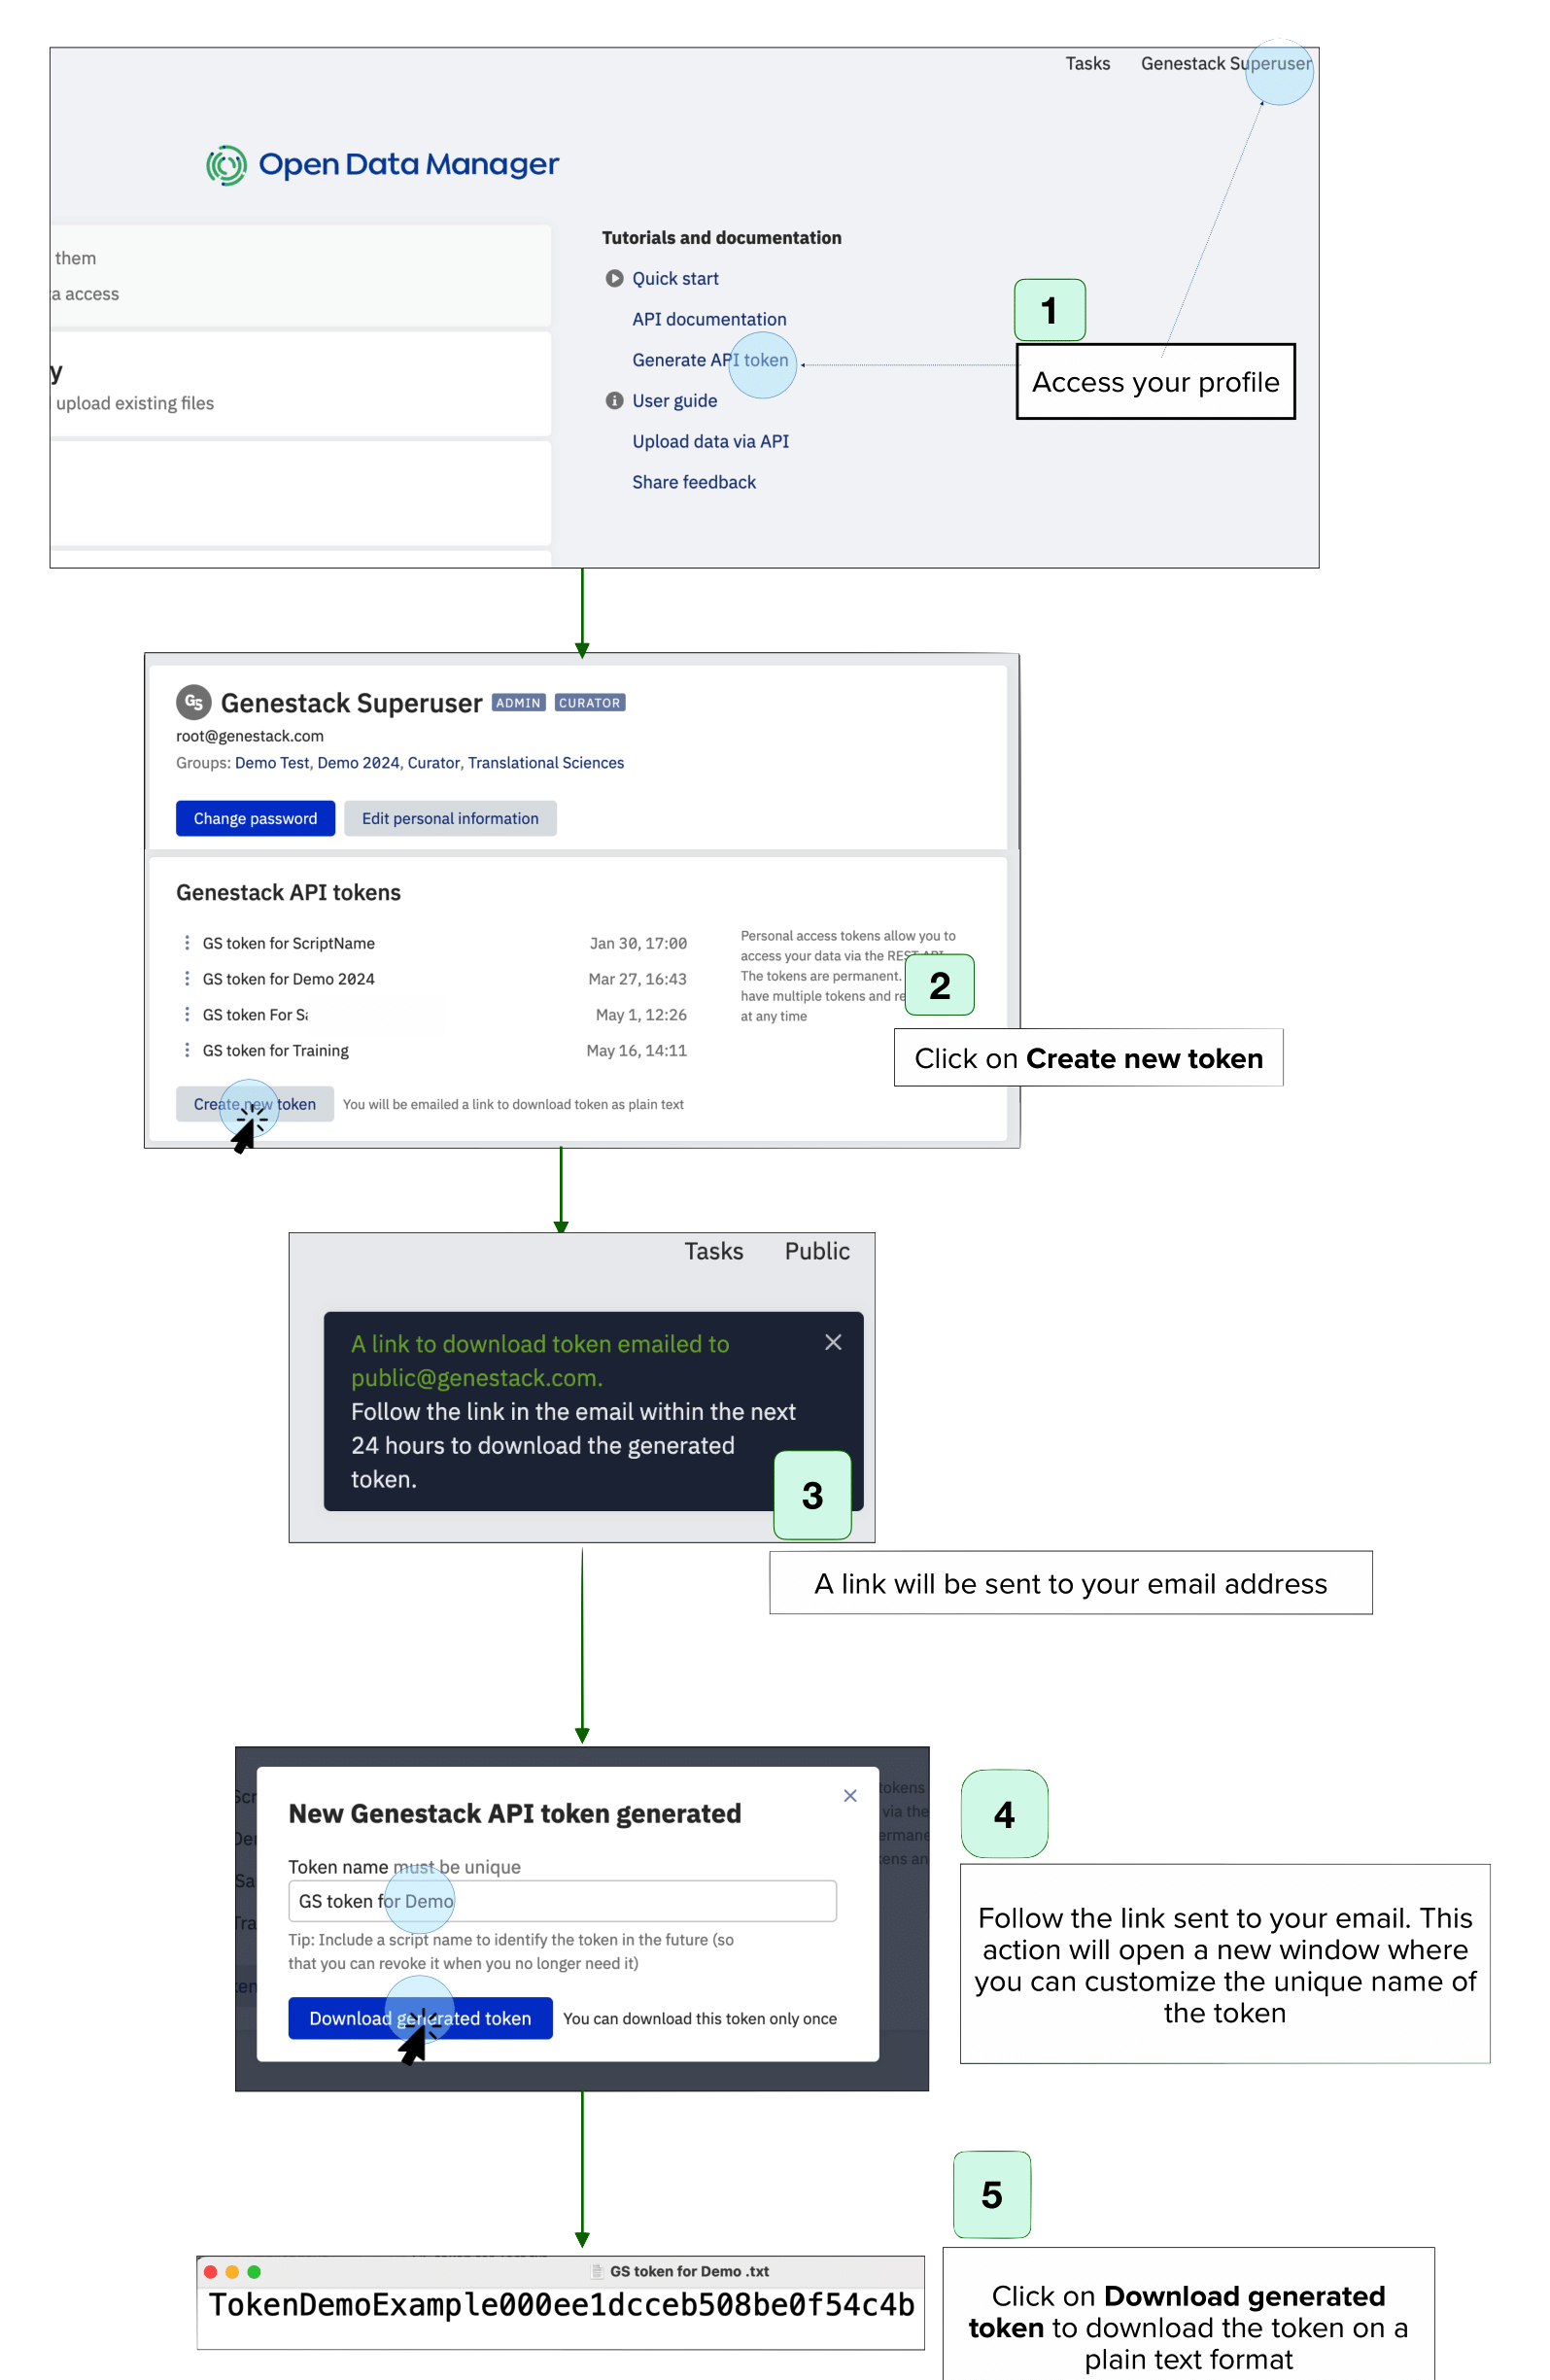 Tasks Genestack Superuser
Open Data Manager
them
a access
y
upload existing files
Tutorials and documentation
Quick start
API documentation
Generate API token
User guide
Upload data via API
Share feedback
1
Access your profile
GS Genestack Superuser ADMIN CURATOR
root@genestack.com
Groups: Demo Test, Demo 2024, Curator, Translational Sciences
Change password Edit personal information
Genestack API tokens
GS token for ScriptName Jan 30, 17:00
GS token for Demo 2024 Mar 27, 16:43
GS token For Sa May 1, 12:26
GS token for Training May 16, 14:11
Personal access tokens allow you to
access your data via the REST API
The tokens are permanent.
have multiple tokens and re
at any time
Create new token You will be emailed a link to download token as plain text
2
Click on Create new token
Tasks Public
A link to download token emailed to
public@genestack.com.
Follow the link in the email within the next
24 hours to download the generated
token.
3
A link will be sent to your email address
New Genestack API token generated
Token name must be unique
GS token for Demo
Tip: Include a script name to identify the token in the future (so
that you can revoke it when you no longer need it)
Download generated token You can download this token only once
Scr
Der
Sa
Tra
ken
tokens
via the
ermane
kens an
4
Follow the link sent to your email. This
action will open a new window where
you can customize the unique name of
the token
5
GS token for Demo .txt
TokenDemoExample000ee1dcceb508be0f54c4b
Click on Download generated
token to download the token on a
plain text format